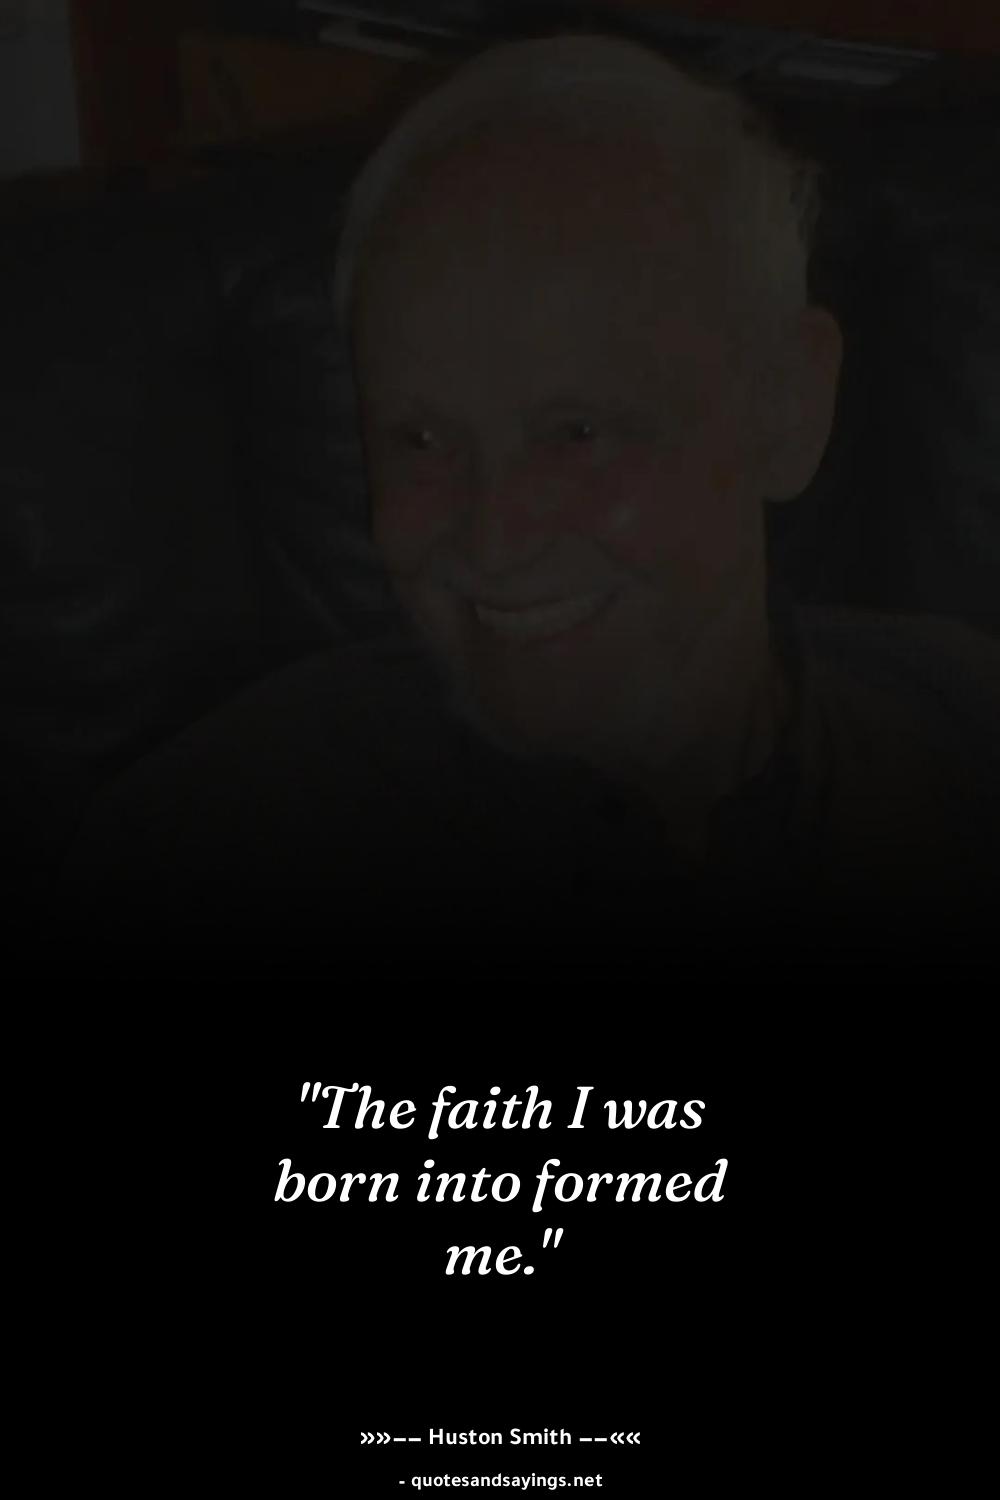 "The faith I was
born into formed
me."
»»−− Huston Smith −−««
- quotesandsayings.net